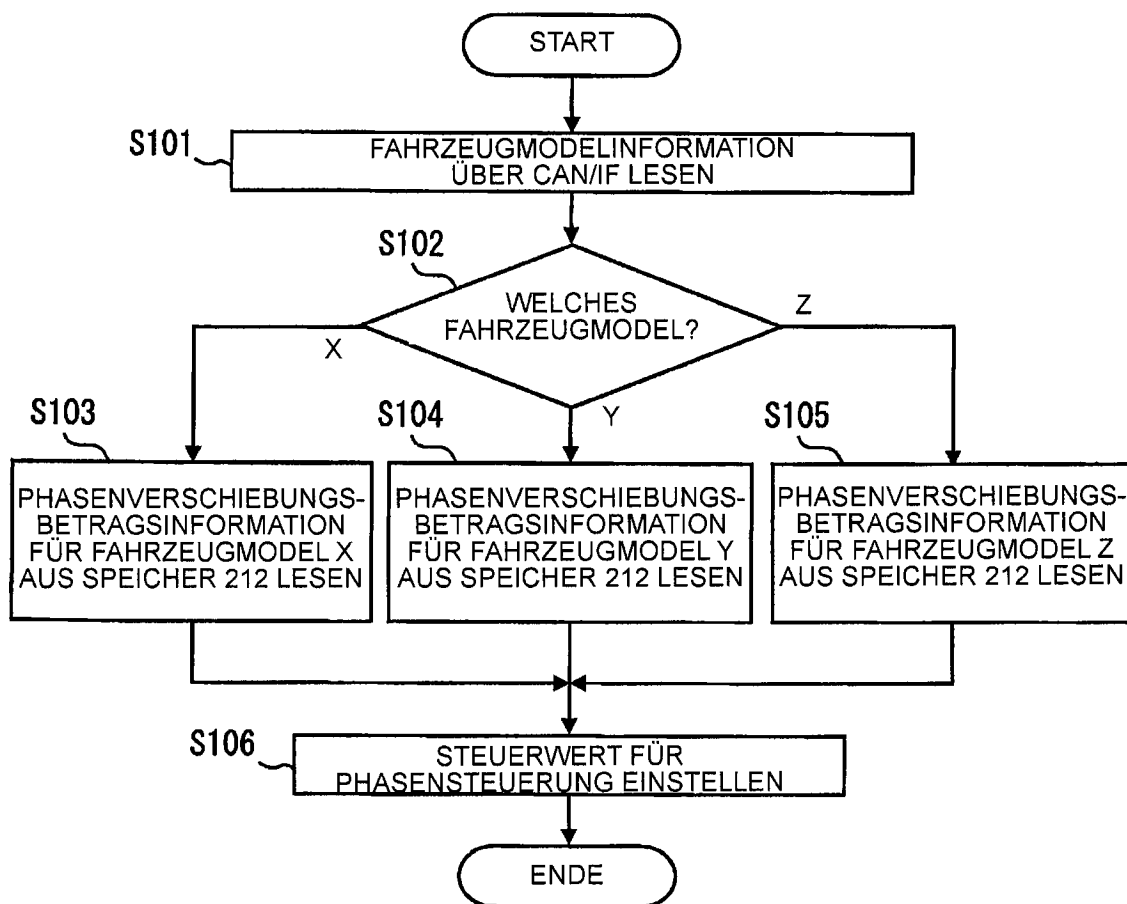 START
S101
FAHRZEUGMODELINFORMATION
ÜBER CAN/IF LESEN
S102
WELCHES
FAHRZEUGMODEL?
X
Y
Z
S103
PHASENVERSCHIEBUNGS-
BETRAGSINFORMATION
FÜR FAHRZEUGMODEL X
AUS SPEICHER 212 LESEN
S104
PHASENVERSCHIEBUNGS-
BETRAGSINFORMATION
FÜR FAHRZEUGMODEL Y
AUS SPEICHER 212 LESEN
S105
PHASENVERSCHIEBUNGS-
BETRAGSINFORMATION
FÜR FAHRZEUGMODEL Z
AUS SPEICHER 212 LESEN
S106
STEUERWERT FÜR
PHASENSTEUERUNG EINSTELLEN
ENDE